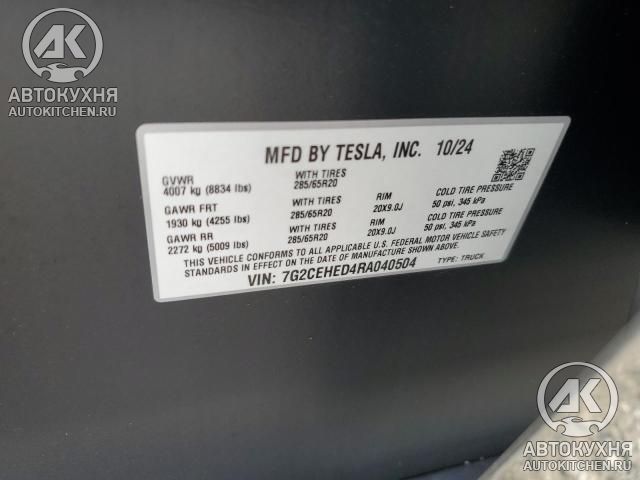 AK
АВТОКУХНЯ
AUTOKITCHEN.RU
MFD BY TESLA, INC. 10/24
GVWR WITH TIRES
4007 kg (8834 lbs) 285/65R20
GAWR FRT WITH TIRES RIM COLD TIRE PRESSURE
1930 kg (4255 lbs) 285/65R20 20X9.0J 50 psi, 345 kPa
GAWR RR WITH TIRES RIM COLD TIRE PRESSURE
2272 kg (5009 lbs) 285/65R20 20X9.0J 50 psi, 345 kPa
THIS VEHICLE CONFORMS TO ALL APPLICABLE U.S. FEDERAL MOTOR VEHICLE SAFETY
STANDARDS IN EFFECT ON DATE OF MANUFACTURE SHOWN ABOVE.
VIN: 7G2CEHED4RA040504 TYPE: TRUCK
AK
АВТОКУХНЯ
AUTOKITCHEN.RU